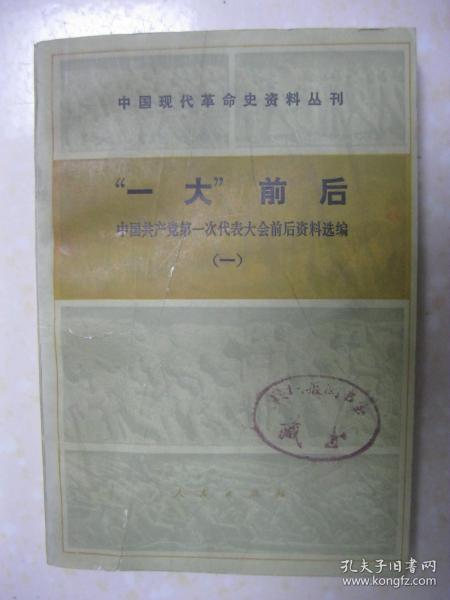 中国现代革命史资料丛刊
“一大”前后
中国共产党第一次代表大会前后资料选编
(一)
藏书
人民出版社
孔夫子旧书网
www.kongfz.com